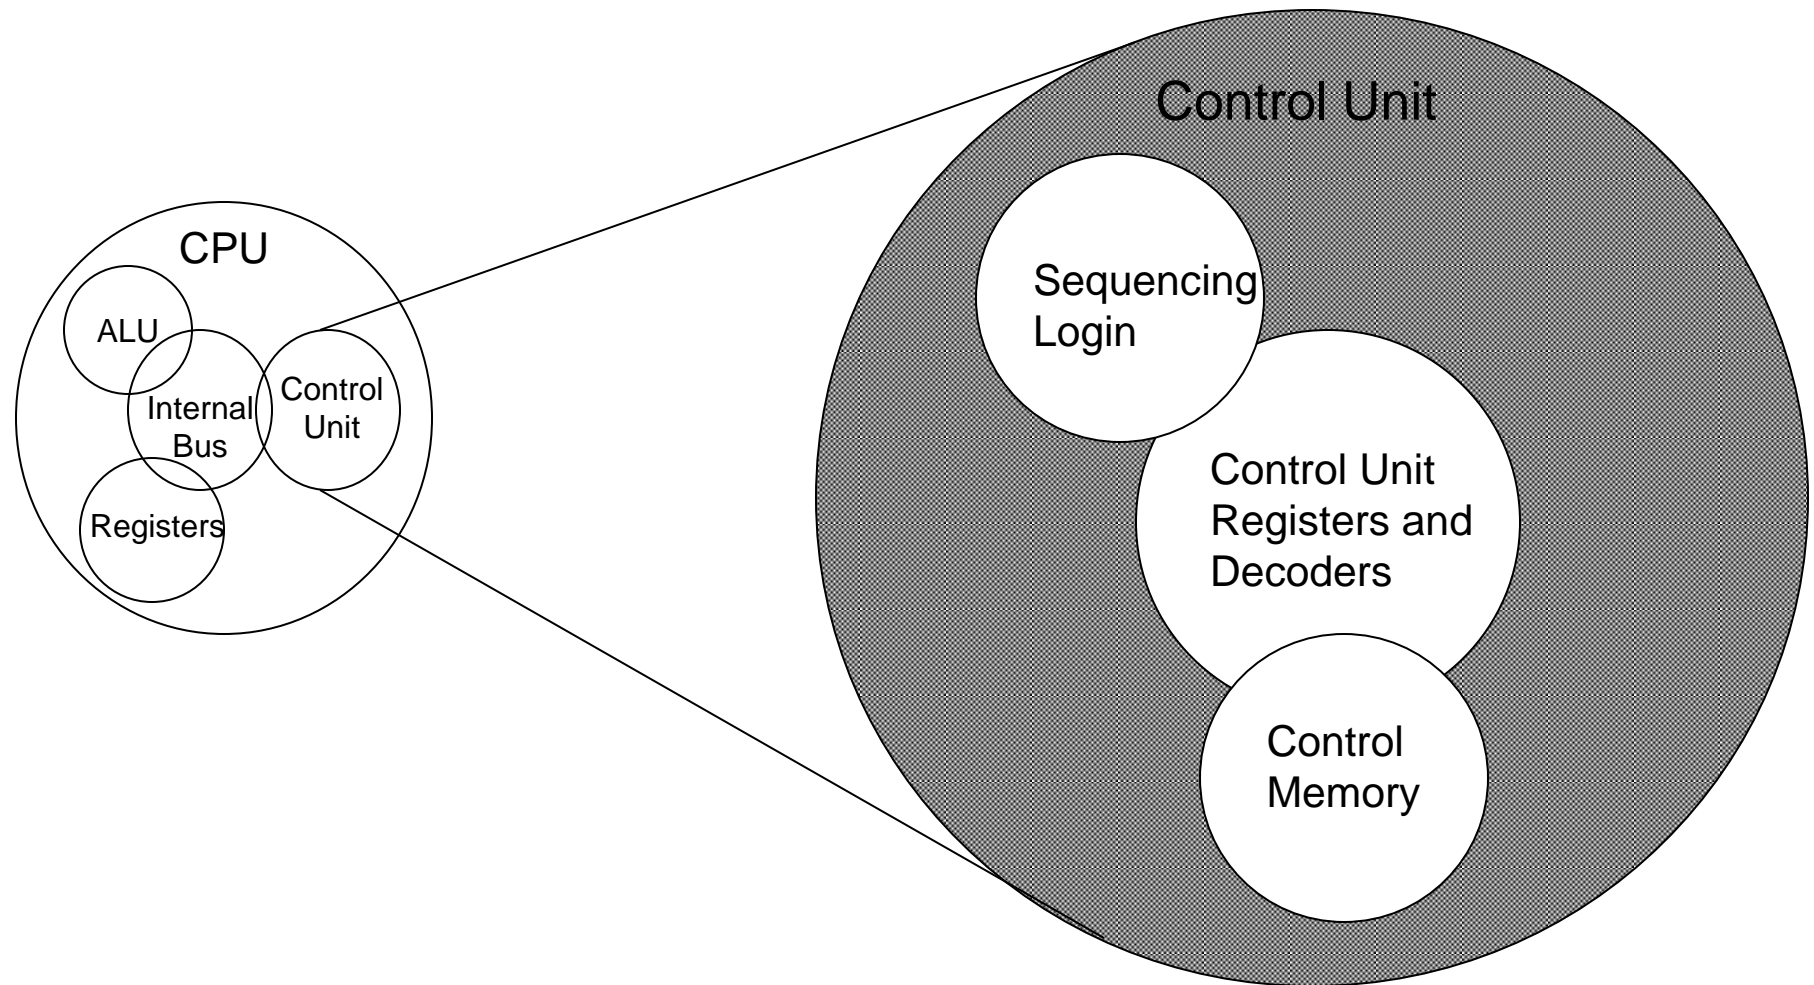 CPU
ALU
Internal
Bus
Control
Unit
Registers
Control Unit
Sequencing
Login
Control Unit
Registers and
Decoders
Control
Memory